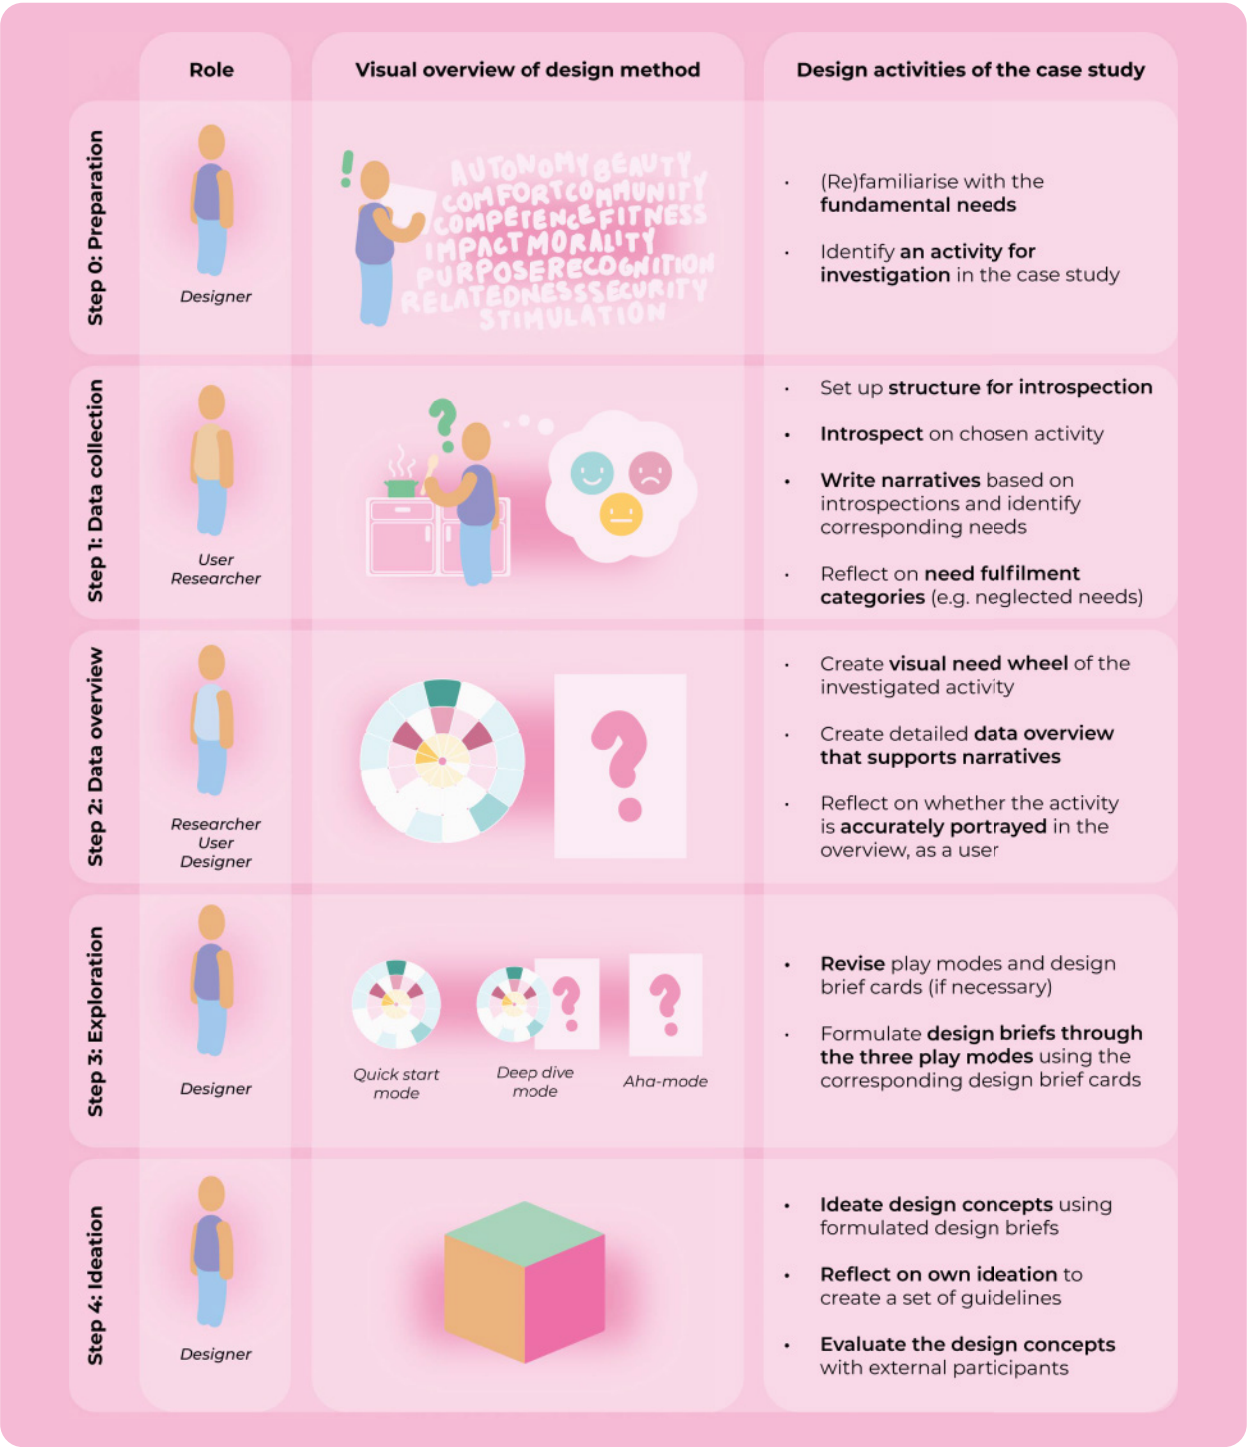 Role
Visual overview of design method
Design activities of the case study
Step 0: Preparation
Designer
AUTONOMY BEAUTY
COMFORT COMMUNITY
COMPETENCE FITNESS
IMPACT MORALITY
PURPOSE RECOGNITION
RELATEDNESS SECURITY
STIMULATION
• (Re)familiarise with the
fundamental needs
• Identify an activity for
investigation in the case study
Step 1: Data collection
User
Researcher
• Set up structure for introspection
• Introspect on chosen activity
• Write narratives based on
introspections and identify
corresponding needs
• Reflect on need fulfilment
categories (e.g. neglected needs)
Step 2: Data overview
Researcher
User
Designer
• Create visual need wheel of the
investigated activity
• Create detailed data overview
that supports narratives
• Reflect on whether the activity
is accurately portrayed in the
overview, as a user
Step 3: Exploration
Designer
Quick start
mode
Deep dive
mode
Aha-mode
• Revise play modes and design
brief cards (if necessary)
• Formulate design briefs through
the three play modes using the
corresponding design brief cards
Step 4: Ideation
Designer
• Ideate design concepts using
formulated design briefs
• Reflect on own ideation to
create a set of guidelines
• Evaluate the design concepts
with external participants